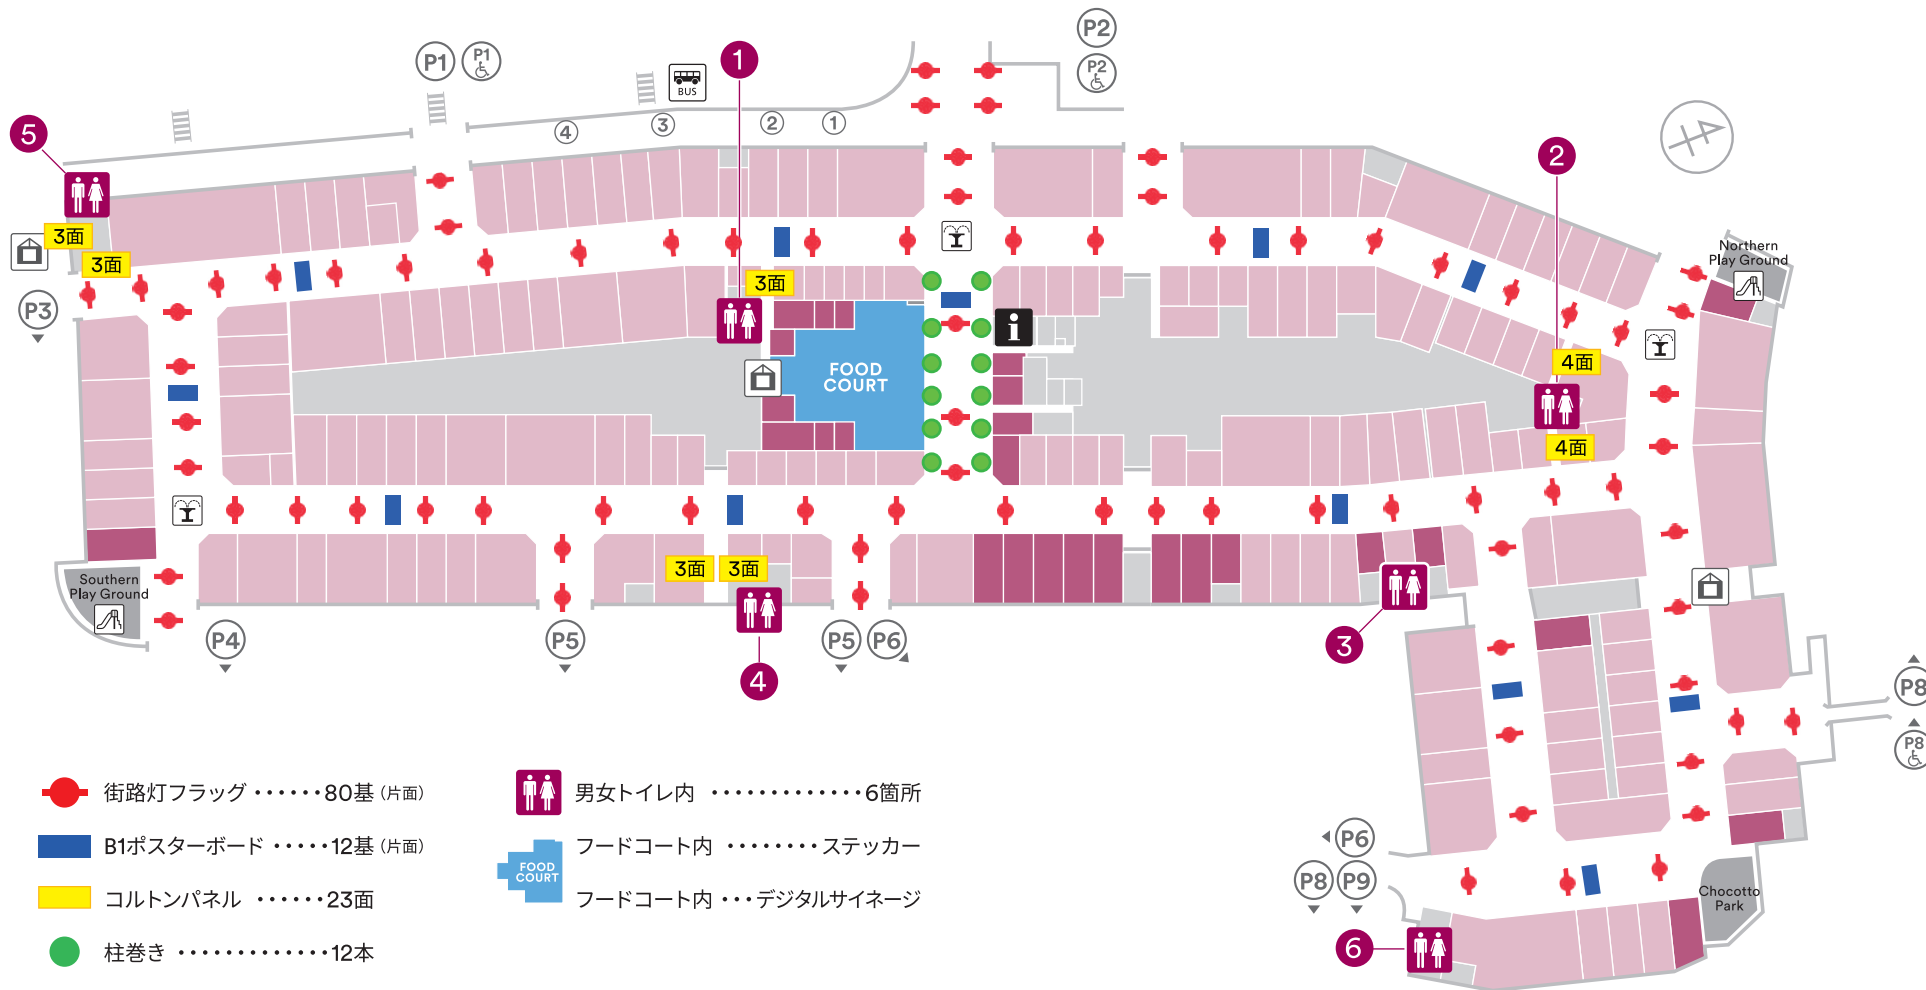 P2
P1
P1
P2
1
BUS
4
3
2
1
5
2
3面
3面
Northern
Play Ground
3面
P3
i
FOOD
COURT
4面
4面
3面
3面
Southern
Play Ground
P4
P5
4
P5
P6
3
P8
P8
街路灯フラッグ ······80基 (片面)
B1ポスターボード ·····12基 (片面)
コルトンパネル ······23面
柱巻き ·············12本
男女トイレ内 ·············6箇所
FOOD
COURT
フードコート内 ········ステッカー
フードコート内 ···デジタルサイネージ
P6
P8
P9
Chocotto
Park
6